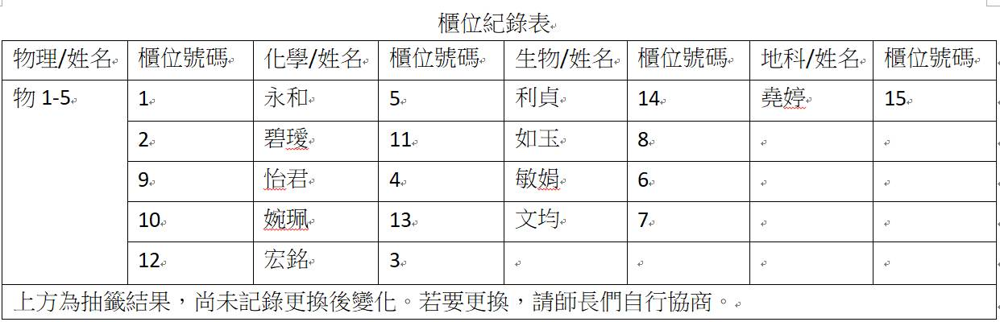 櫃位紀錄表
物理/姓名 櫃位號碼 化學/姓名 櫃位號碼 生物/姓名 櫃位號碼 地科/姓名 櫃位號碼
物 1-5 1 永和 5 利貞 14 堯婷 15
2 碧璦 11 如玉 8
9 怡君 4 敏娟 6
10 婉珮 13 文均 7
12 宏銘 3
上方為抽籤結果，尚未記錄更換後變化。若要更換，請師長們自行協商。